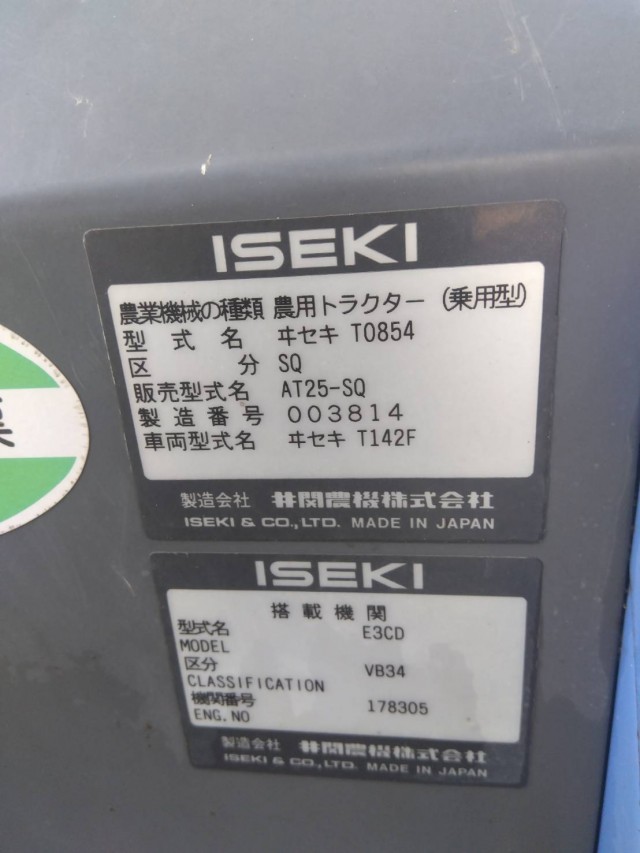 ISEKI
農業機械の種類 農用トラクター (乗用型)
型式名 ヰセキ T0854
区分 SQ
販売型式名 AT25-SQ
製造番号 003814
車両型式名 ヰセキ T142F
製造会社 井関農機株式会社
ISEKI & CO.,LTD. MADE IN JAPAN
ISEKI
搭載機関
型式名 E3CD
MODEL
区分 VB34
CLASSIFICATION
機関番号 178305
ENG.NO
製造会社 井関農機株式会社
ISEKI & CO.,LTD. MADE IN JAPAN